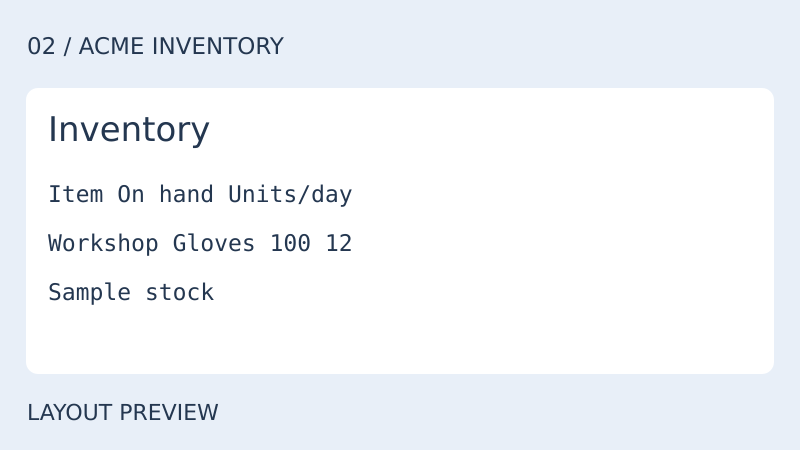 02 / ACME INVENTORY
Inventory
Item On hand Units/day
Workshop Gloves 100 12
Sample stock
LAYOUT PREVIEW